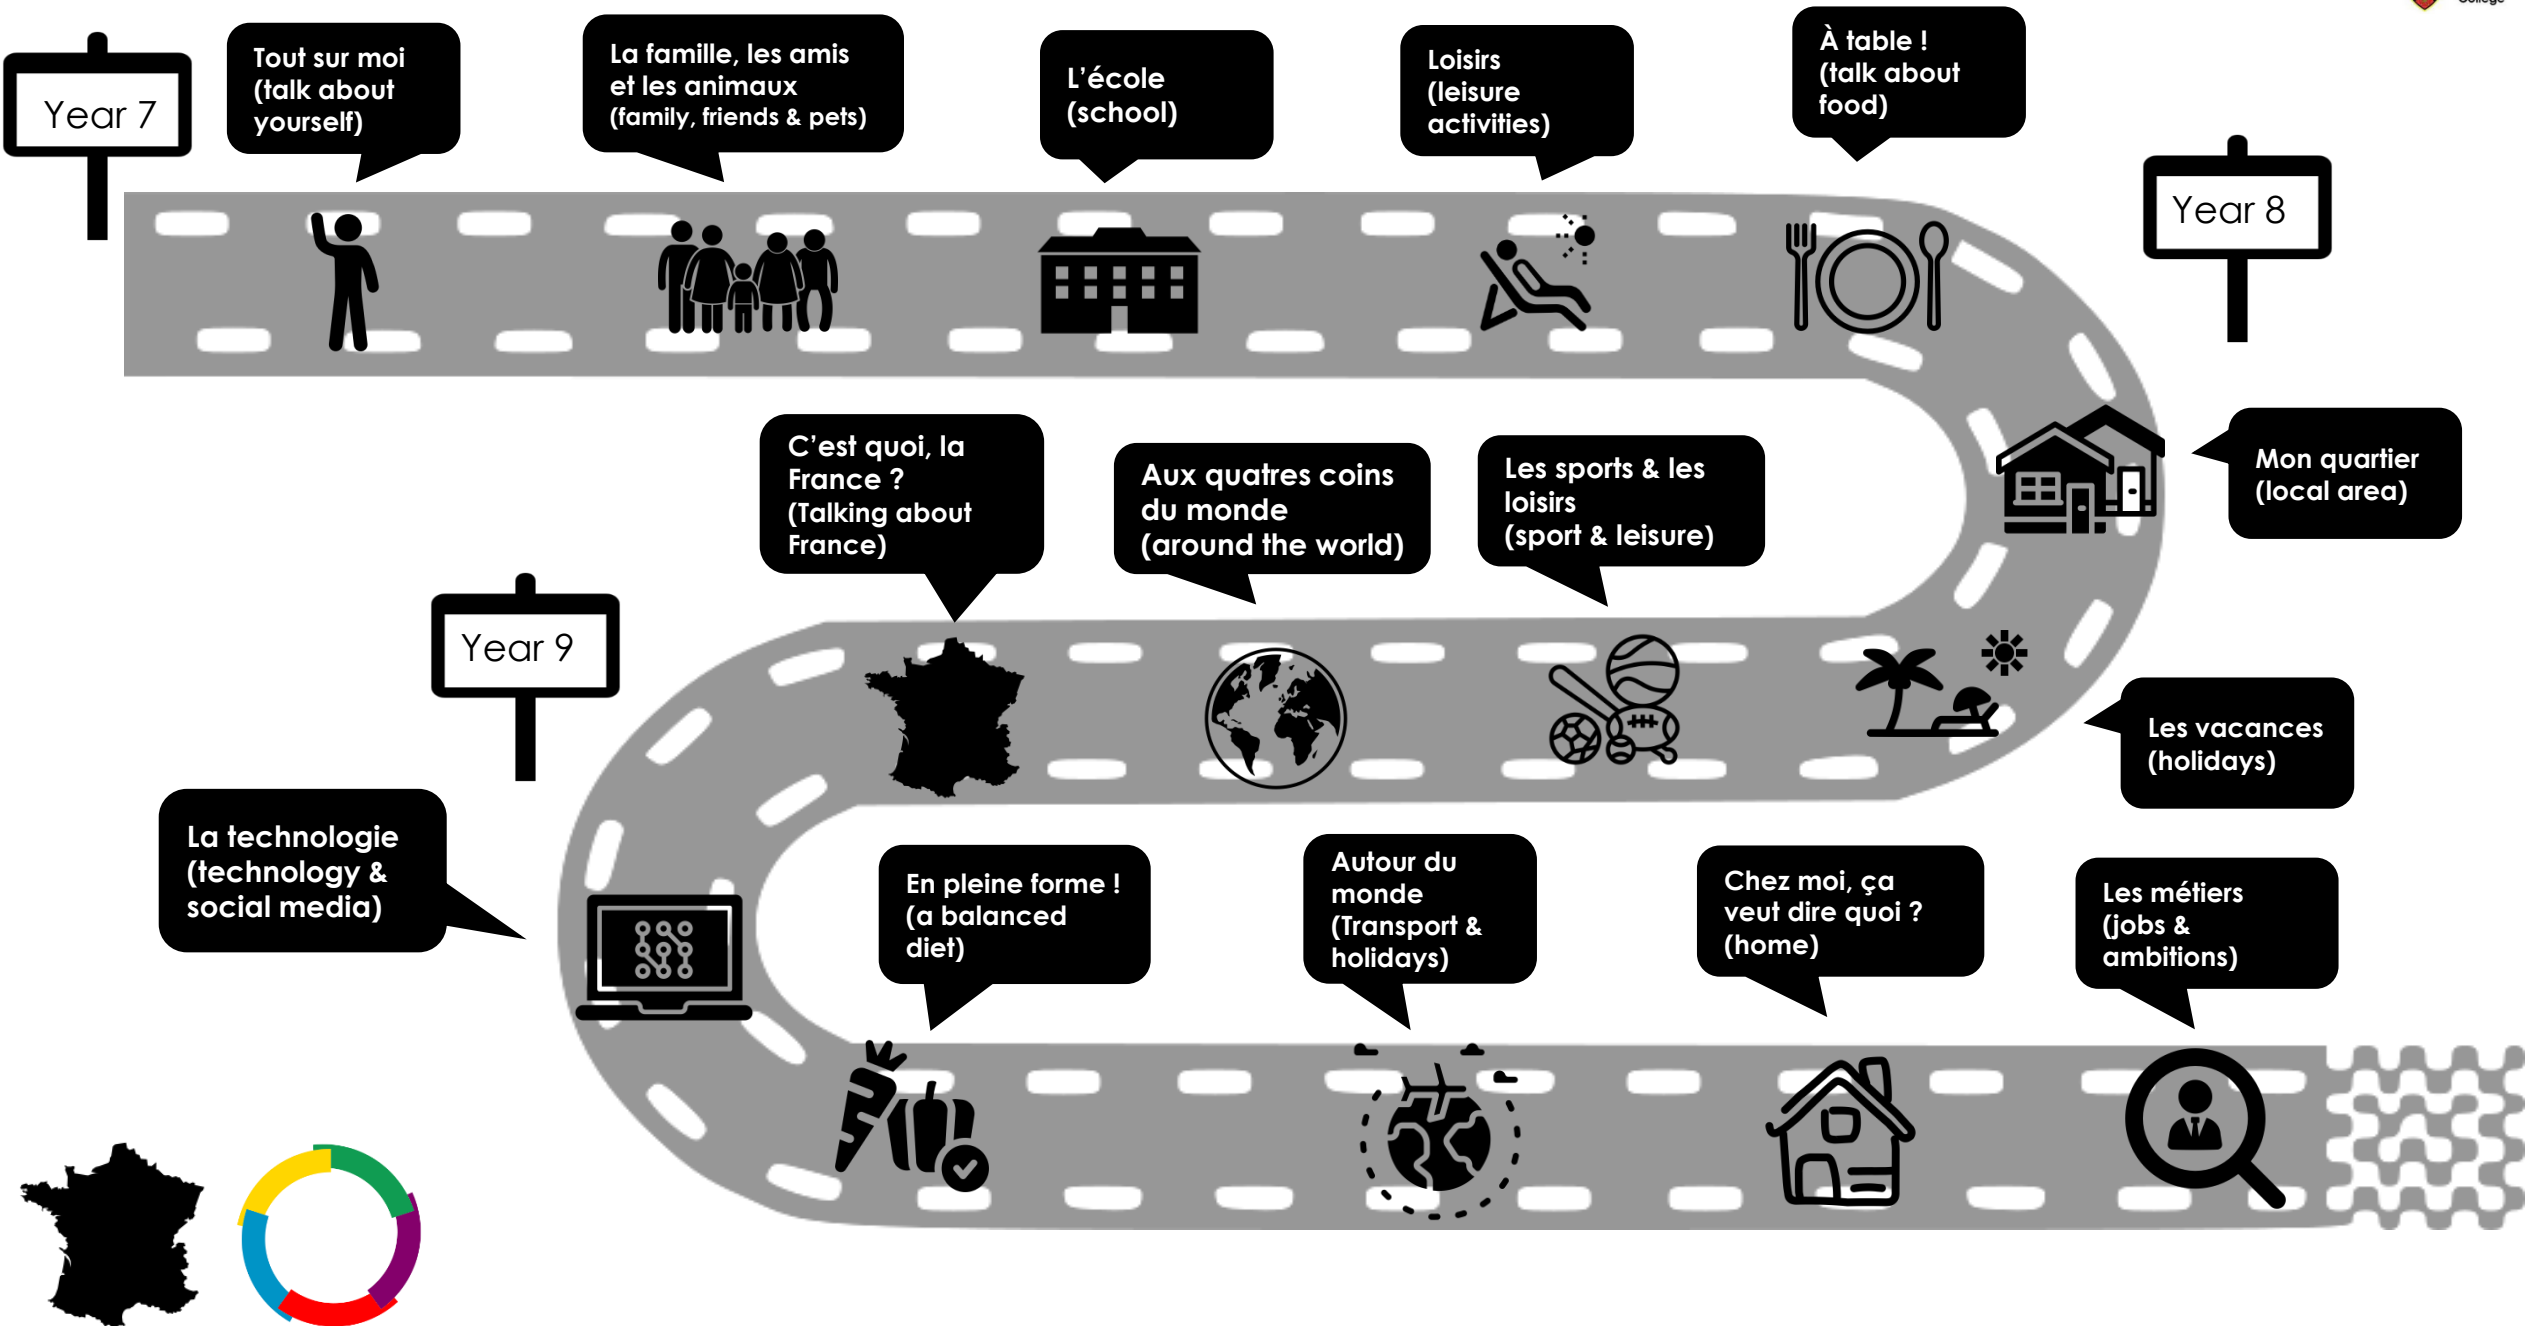 College
Year 7
Tout sur moi
(talk about
yourself)
La famille, les amis
et les animaux
(family, friends & pets)
L'école
(school)
Loisirs
(leisure
activities)
À table !
(talk about
food)
Year 8
Mon quartier
(local area)
Les vacances
(holidays)
Les sports & les
loisirs
(sport & leisure)
Aux quatres coins
du monde
(around the world)
C'est quoi, la
France ?
(Talking about
France)
Year 9
La technologie
(technology &
social media)
En pleine forme !
(a balanced
diet)
Autour du
monde
(Transport &
holidays)
Chez moi, ça
veut dire quoi ?
(home)
Les métiers
(jobs &
ambitions)